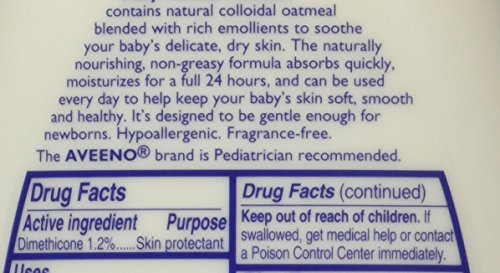 contains natural colloidal oatmeal
blended with rich emollients to soothe
your baby's delicate, dry skin. The naturally
nourishing, non-greasy formula absorbs quickly,
moisturizes for a full 24 hours, and can be used
every day to help keep your baby's skin soft, smooth
and healthy. It's designed to be gentle enough for
newborns. Hypoallergenic. Fragrance-free.
The AVEENO® brand is Pediatrician recommended.
Drug Facts
Active ingredient Purpose
Dimethicone 1.2%......Skin protectant
Uses
Drug Facts (continued)
Keep out of reach of children. If
swallowed, get medical help or contact
a Poison Control Center immediately.